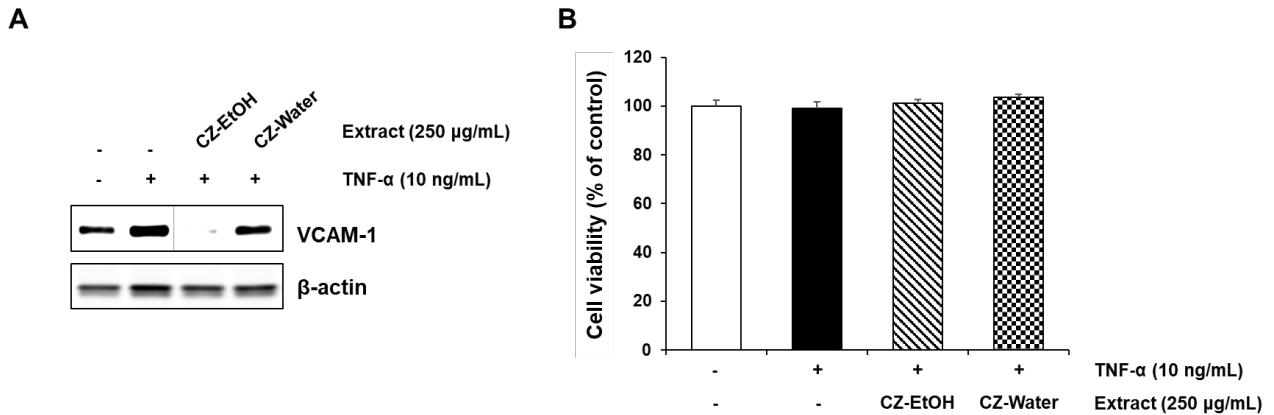 A
CZ-EtOH
CZ-Water
Extract (250 µg/mL)
- -
TNF-α (10 ng/mL)
- + + +
VCAM-1
β-actin
B
Cell viability (% of control)
120
100
80
60
40
20
0
- + + + TNF-α (10 ng/mL)
- - CZ-EtOH CZ-Water Extract (250 µg/mL)